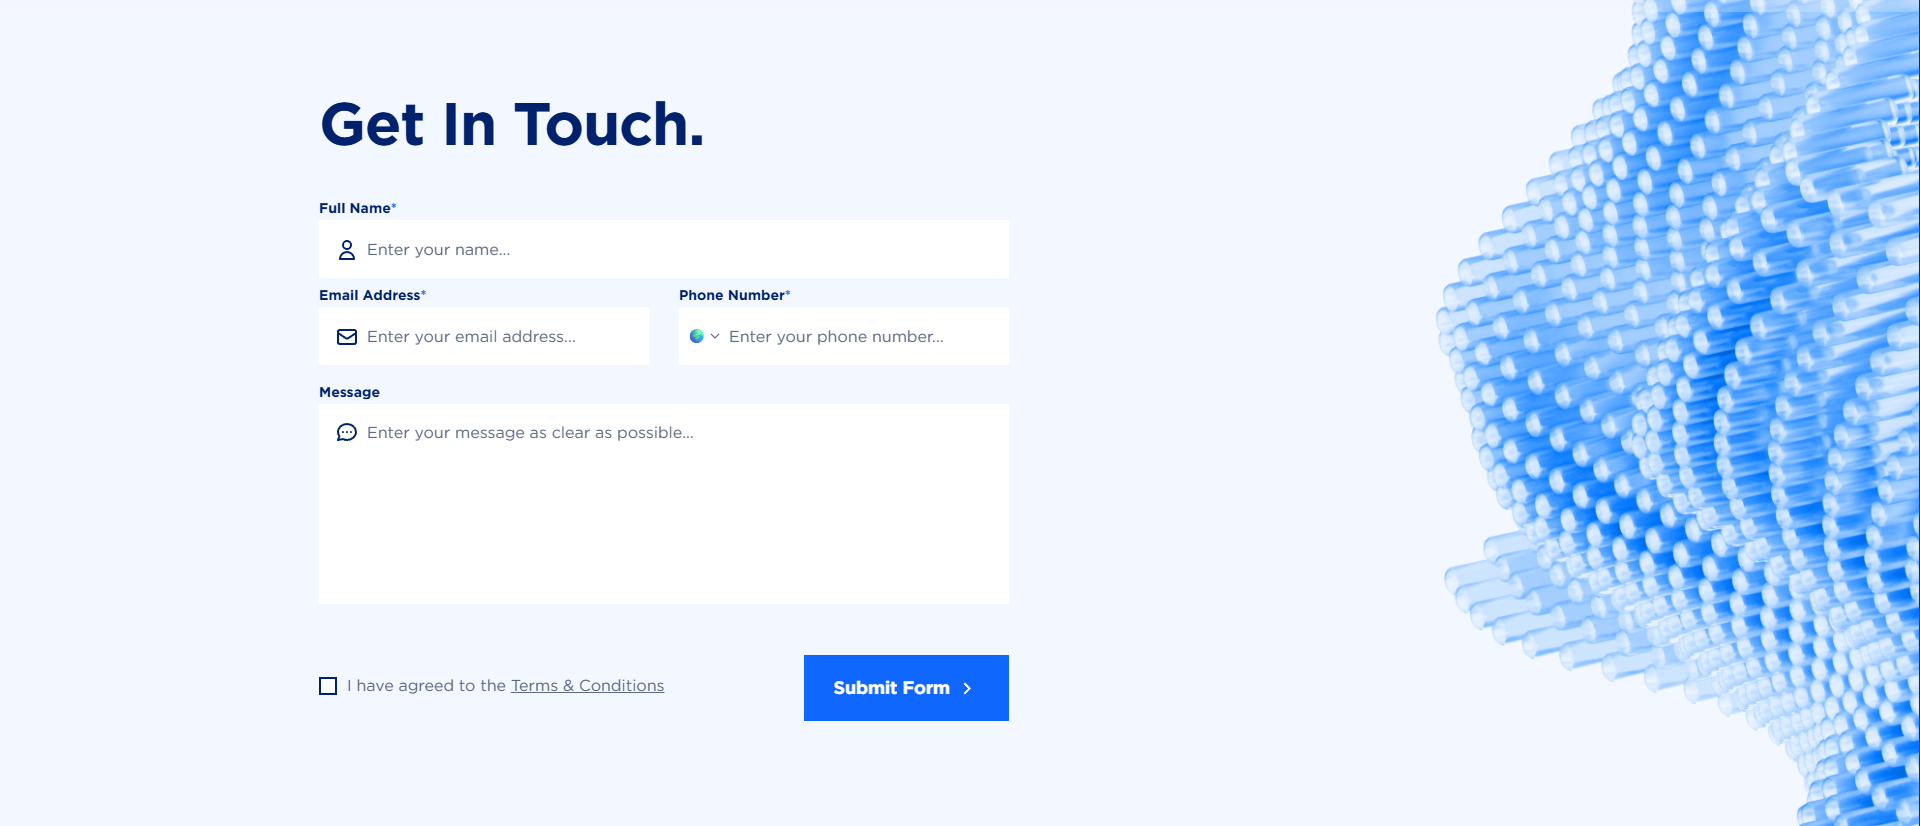 Get In Touch.
Full Name*
Enter your name...
Email Address*
Phone Number*
Enter your email address...
Enter your phone number...
Message
Enter your message as clear as possible...
I have agreed to the Terms & Conditions
Submit Form